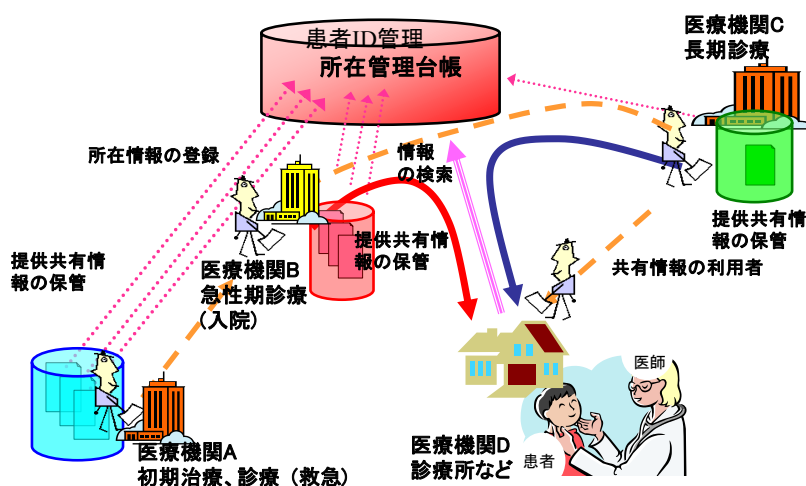 患者ID管理
所在管理台帳
医療機関C
長期診療
所在情報の登録
情報
の検索
提供共有情
報の保管
医療機関B
急性期診療
(入院)
提供共有情
報の保管
提供共有情
報の保管
共有情報の利用者
医療機関A
初期治療、診療（救急）
医療機関D
診療所など
医師
患者